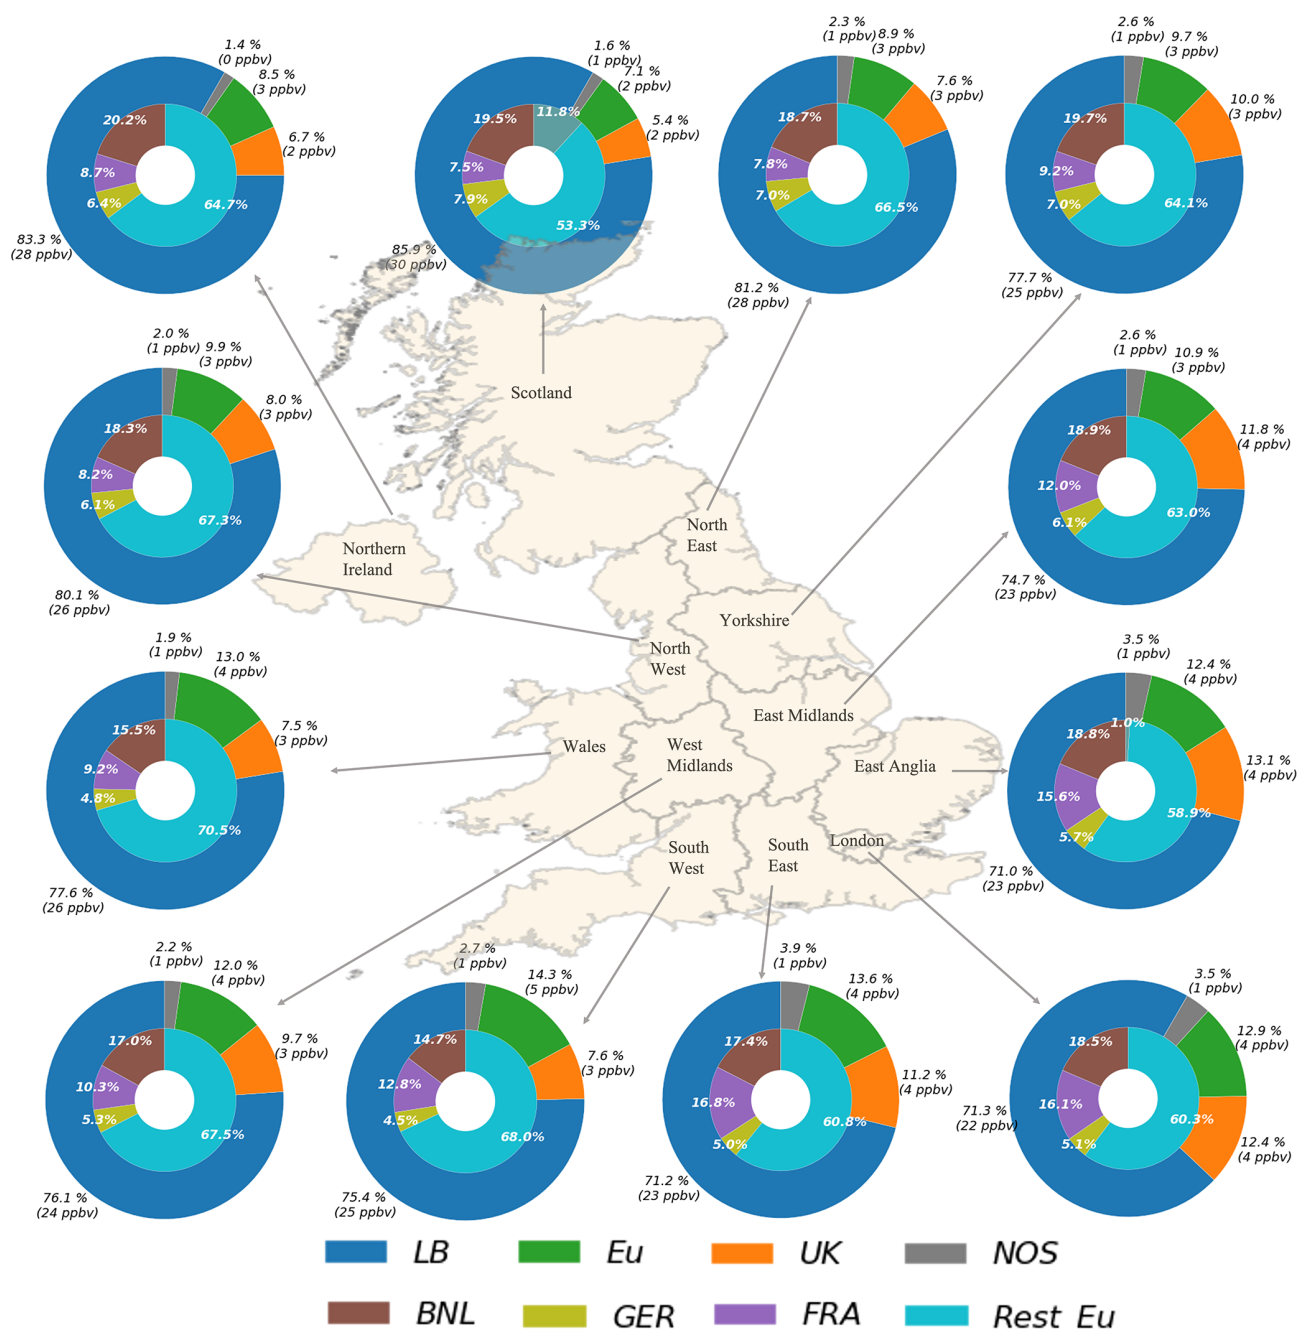 1.4 %
(0 ppbv)
8.5 %
(3 ppbv)
6.7 %
(2 ppbv)
20.2%
8.7%
6.4%
64.7%
83.3 %
(28 ppbv)
1.6 %
(1 ppbv)
7.1 %
(2 ppbv)
5.4 %
(2 ppbv)
11.8%
19.5%
7.5%
7.9%
53.3%
85.9 %
(30 ppbv)
2.3 %
(1 ppbv)
8.9 %
(3 ppbv)
7.6 %
(3 ppbv)
18.7%
7.8%
7.0%
66.5%
81.2 %
(28 ppbv)
2.6 %
(1 ppbv)
9.7 %
(3 ppbv)
10.0 %
(3 ppbv)
19.7%
9.2%
7.0%
64.1%
77.7 %
(25 ppbv)
2.0 %
(1 ppbv)
9.9 %
(3 ppbv)
8.0 %
(3 ppbv)
18.3%
8.2%
6.1%
67.3%
80.1 %
(26 ppbv)
2.6 %
(1 ppbv)
10.9 %
(3 ppbv)
11.8 %
(4 ppbv)
18.9%
12.0%
6.1%
63.0%
74.7 %
(23 ppbv)
Scotland
North
East
Northern
Ireland
Yorkshire
North
West
East Midlands
Wales
West
Midlands
East Anglia
South
West
South
East
London
1.9 %
(1 ppbv)
13.0 %
(4 ppbv)
7.5 %
(3 ppbv)
15.5%
9.2%
4.8%
70.5%
77.6 %
(26 ppbv)
3.5 %
(1 ppbv)
12.4 %
(4 ppbv)
13.1 %
(4 ppbv)
1.0%
18.8%
15.6%
5.7%
58.9%
71.0 %
(23 ppbv)
2.2 %
(1 ppbv)
12.0 %
(4 ppbv)
9.7 %
(3 ppbv)
17.0%
10.3%
5.3%
67.5%
76.1 %
(24 ppbv)
2.7 %
(1 ppbv)
14.3 %
(5 ppbv)
7.6 %
(3 ppbv)
14.7%
12.8%
4.5%
68.0%
75.4 %
(25 ppbv)
3.9 %
(1 ppbv)
13.6 %
(4 ppbv)
11.2 %
(4 ppbv)
17.4%
16.8%
5.0%
60.8%
71.2 %
(23 ppbv)
3.5 %
(1 ppbv)
12.9 %
(4 ppbv)
12.4 %
(4 ppbv)
18.5%
16.1%
5.1%
60.3%
71.3 %
(22 ppbv)
LB
Eu
UK
NOS
BNL
GER
FRA
Rest Eu